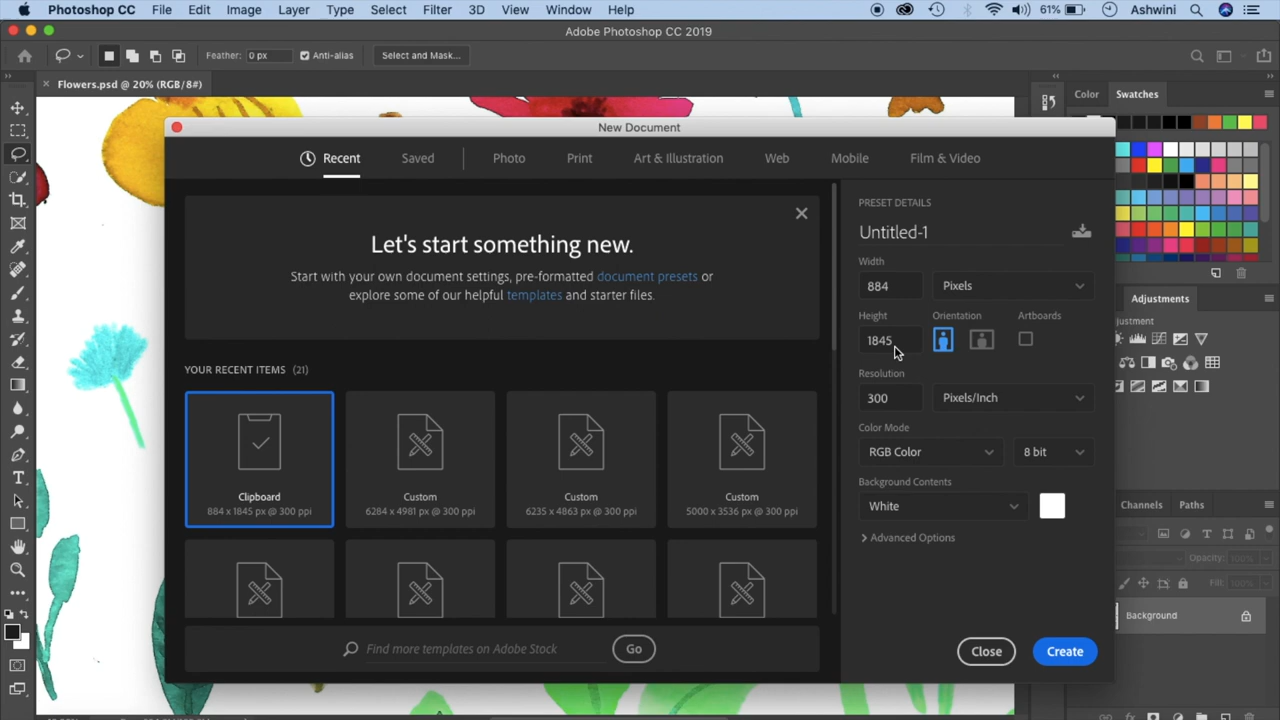 Photoshop CC File Edit Image Layer Type Select Filter 3D View Window Help 61% Ashwini
Adobe Photoshop CC 2019
Feather: 0 px Anti-alias Select and Mask...
Flowers.psd @ 20% (RGB/8#)
Color Swatches
New Document
Recent Saved Photo Print Art & Illustration Web Mobile Film & Video
Let's start something new.
Start with your own document settings, pre-formatted document presets or
explore some of our helpful templates and starter files.
YOUR RECENT ITEMS (21)
Clipboard
884 x 1845 px @ 300 ppi
Custom
6284 x 4981 px @ 300 ppi
Custom
6235 x 4863 px @ 300 ppi
Custom
5000 x 3536 px @ 300 ppi
Find more templates on Adobe Stock Go
PRESET DETAILS
Untitled-1
Width
884 Pixels
Height Orientation Artboards
1845
Resolution
300 Pixels/Inch
Color Mode
RGB Color 8 bit
Background Contents
White
Advanced Options
Close Create
Adjustments
justment
Channels Paths
Opacity: 100%
Fill: 100%
Background